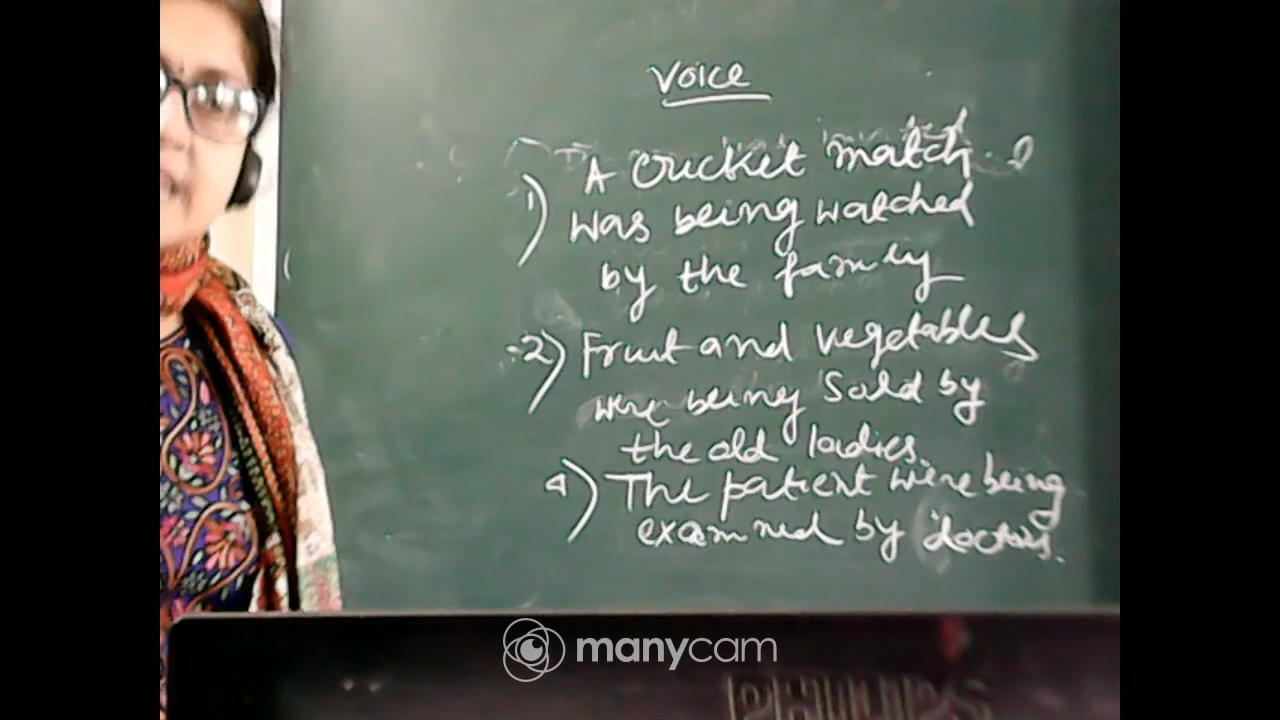 Voice
1) A cricket match
was being watched
by the family
2) Fruit and vegetables
were being Sold by
the old ladies.
4) The patient were being
examined by doctors.
manycam
PHILIPS